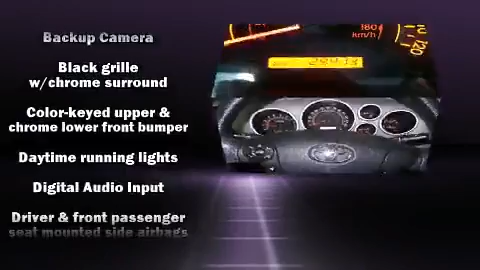 Backup Camera
Black grille
w/chrome surround
Color-keyed upper &
chrome lower front bumper
Daytime running lights
Digital Audio Input
Driver & front passenger
seat mounted side airbags
180
km/h
120